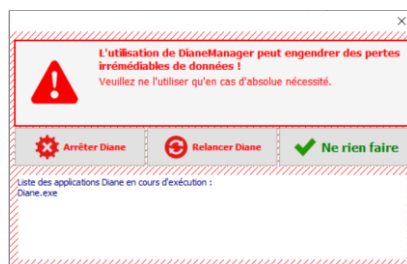 L'utilisation de DianeManager peut engendrer des pertes
irrémédiables de données !
Veuillez ne l'utiliser qu'en cas d'absolue nécessité.
Arrêter Diane
Relancer Diane
Ne rien faire
Liste des applications Diane en cours d'exécution :
Diane.exe